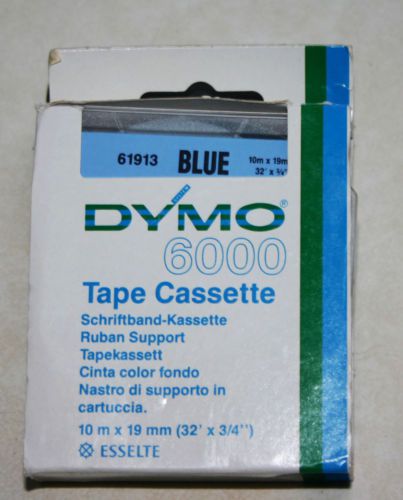 61913 BLUE 10m x 19m
32' x ¾"
DYMO®
6000
Tape Cassette
Schriftband-Kassette
Ruban Support
Tapekassett
Cinta color fondo
Nastro di supporto in
cartuccia.
10 m x 19 mm (32' x 3/4'')
ESSELTE